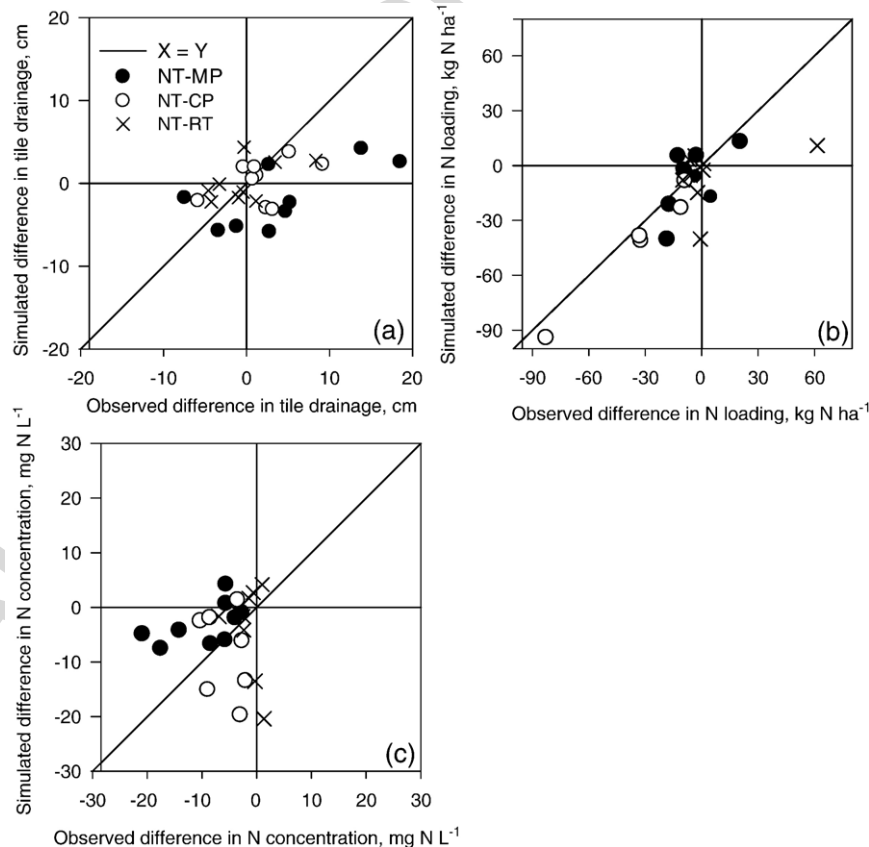 Simulated difference in tile drainage, cm
20
10
0
-10
-20
X = Y
NT-MP
NT-CP
NT-RT
(a)
-20 -10 0 10 20
Observed difference in tile drainage, cm
Simulated difference in N loading, kg N ha⁻¹
60
30
0
-30
-60
-90
(b)
-90 -60 -30 0 30 60
Observed difference in N loading, kg N ha⁻¹
Simulated difference in N concentration, mg N L⁻¹
30
20
10
0
-10
-20
-30
(c)
-30 -20 -10 0 10 20 30
Observed difference in N concentration, mg N L⁻¹